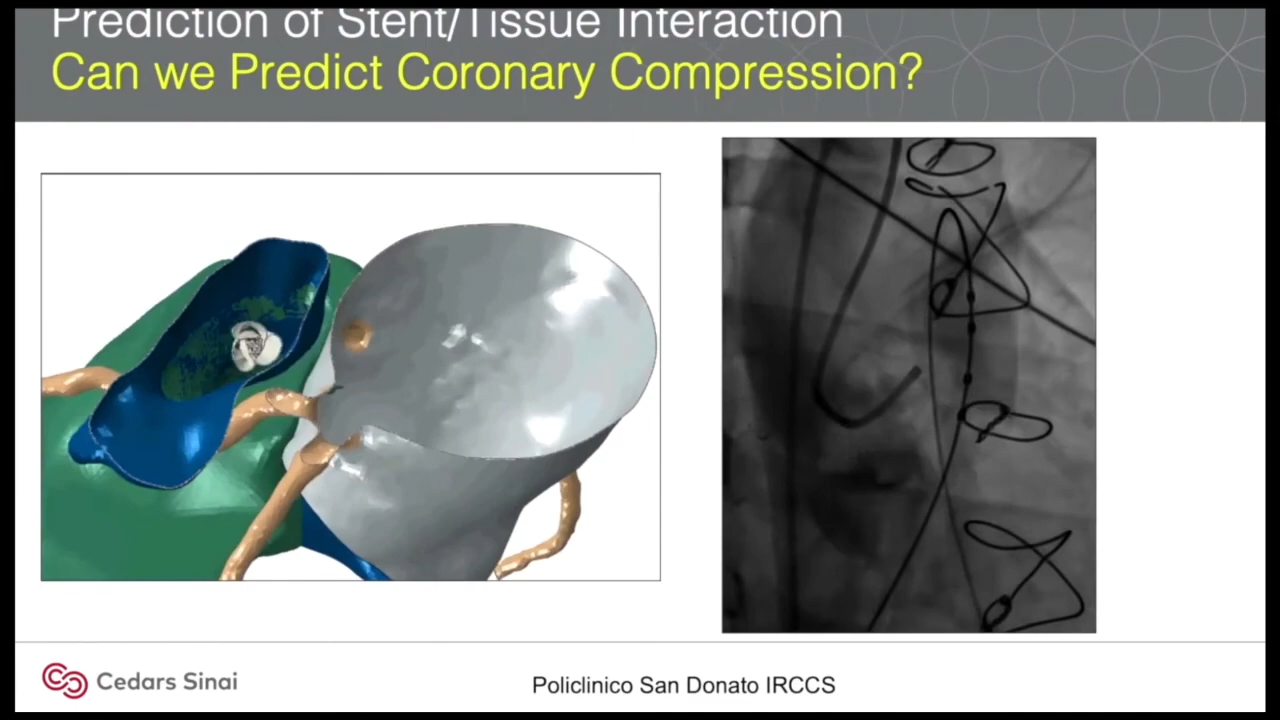 Prediction of Stent/Tissue Interaction
Can we Predict Coronary Compression?
Cedars Sinai
Policlinico San Donato IRCCS